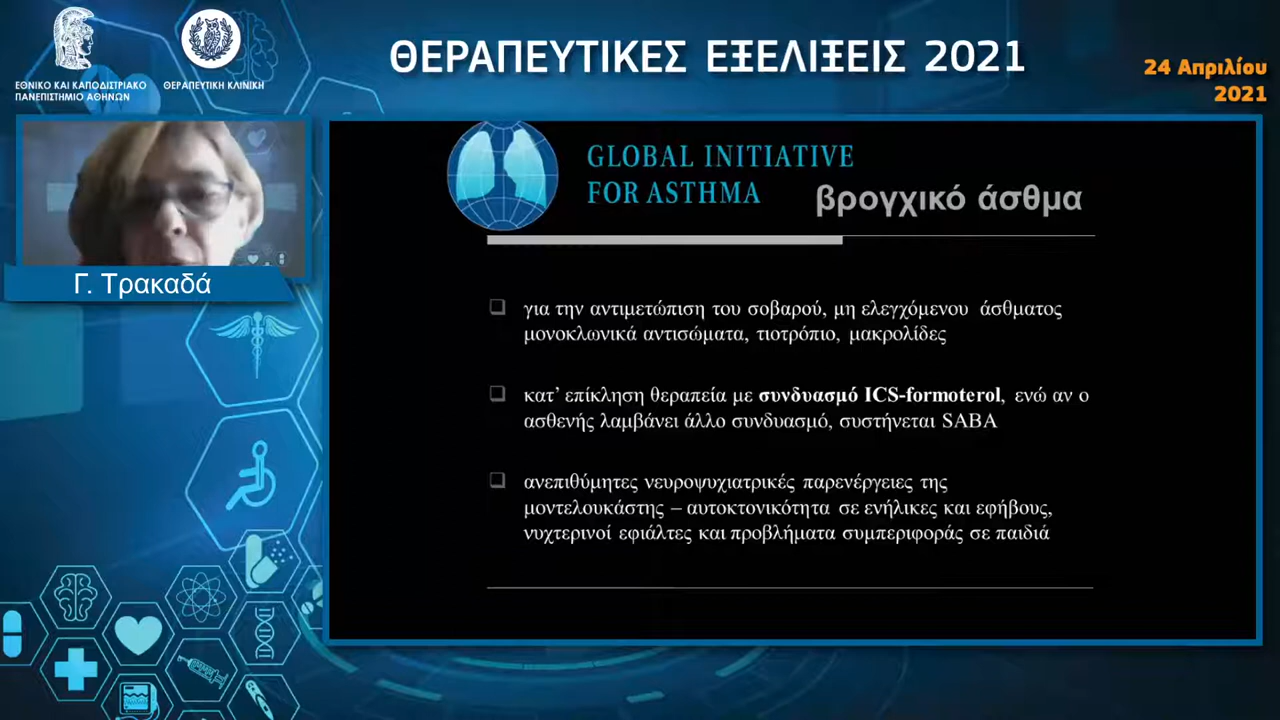 ΕΘΝΙΚΟ ΚΑΙ ΚΑΠΟΔΙΣΤΡΙΑΚΟ
ΠΑΝΕΠΙΣΤΗΜΙΟ ΑΘΗΝΩΝ
ΘΕΡΑΠΕΥΤΙΚΗ ΚΛΙΝΙΚΗ
ΘΕΡΑΠΕΥΤΙΚΕΣ ΕΞΕΛΙΞΕΙΣ 2021
24 Απριλίου
2021
Γ. Τρακαδά
GLOBAL INITIATIVE
FOR ASTHMA
βρογχικό άσθμα
για την αντιμετώπιση του σοβαρού, μη ελεγχόμενου άσθματος
μονοκλωνικά αντισώματα, τιοτρόπιο, μακρολίδες
κατ’ επίκληση θεραπεία με συνδυασμό ICS-formoterol, ενώ αν ο
ασθενής λαμβάνει άλλο συνδυασμό, συστήνεται SABA
ανεπιθύμητες νευροψυχιατρικές παρενέργειες της
μοντελουκάστης – αυτοκτονικότητα σε ενήλικες και εφήβους,
νυχτερινοί εφιάλτες και προβλήματα συμπεριφοράς σε παιδιά